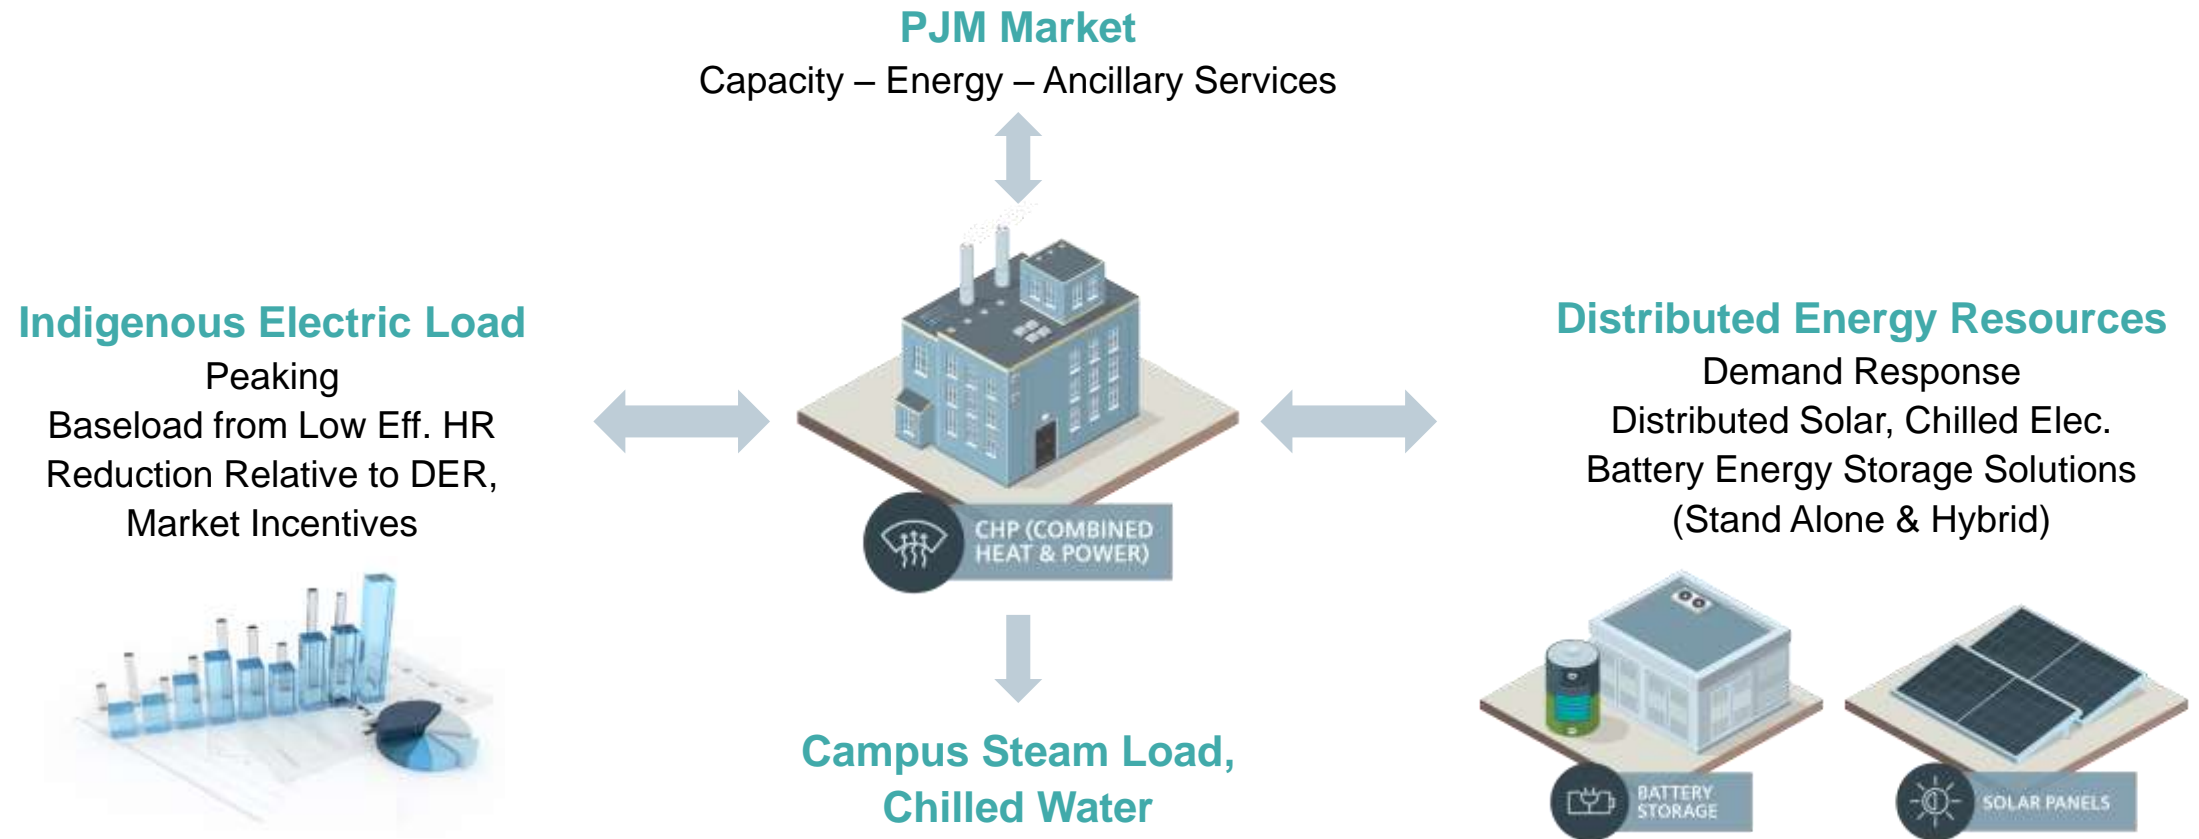 PJM Market
Capacity – Energy – Ancillary Services
Indigenous Electric Load
Peaking
Baseload from Low Eff. HR
Reduction Relative to DER,
Market Incentives
CHP (COMBINED
HEAT & POWER)
Distributed Energy Resources
Demand Response
Distributed Solar, Chilled Elec.
Battery Energy Storage Solutions
(Stand Alone & Hybrid)
Campus Steam Load,
Chilled Water
BATTERY
STORAGE
SOLAR PANELS